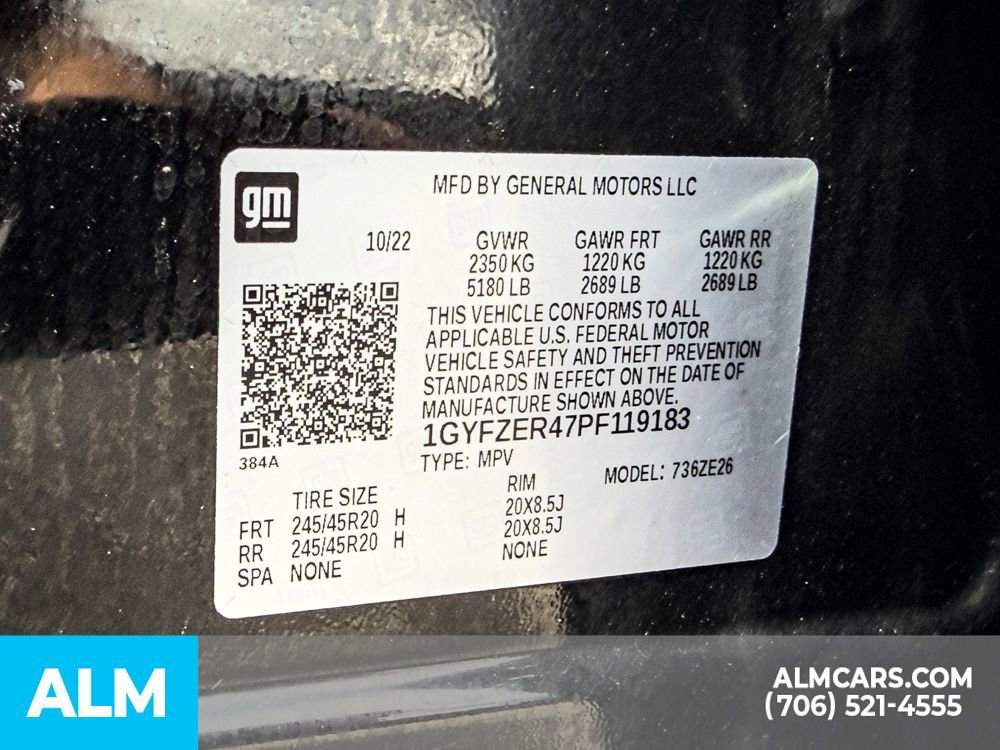 gm
MFD BY GENERAL MOTORS LLC
10/22 GVWR GAWR FRT GAWR RR
2350 KG 1220 KG 1220 KG
5180 LB 2689 LB 2689 LB
THIS VEHICLE CONFORMS TO ALL
APPLICABLE U.S. FEDERAL MOTOR
VEHICLE SAFETY AND THEFT PREVENTION
STANDARDS IN EFFECT ON THE DATE OF
MANUFACTURE SHOWN ABOVE.
1GYFZER47PF119183
384A
TYPE: MPV MODEL: 736ZE26
TIRE SIZE RIM
FRT 245/45R20 H 20X8.5J
RR 245/45R20 H 20X8.5J
SPA NONE NONE
ALM
ALMCARS.COM
(706) 521-4555